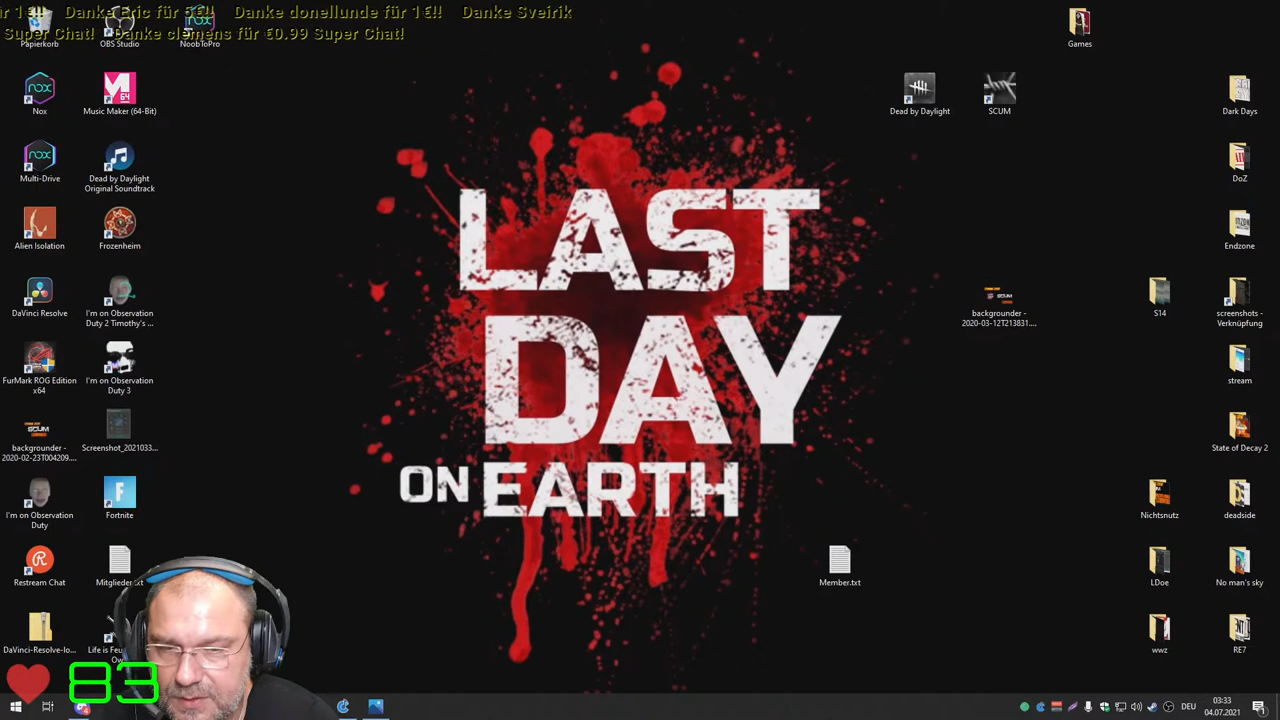 Danke Eric für 5€!! Danke donellunde für 1€!! Danke Sveirik
Super Chat! Danke clemens für €0.99 Super Chat!
Papierkorb
OBS Studio
NoobToPro
Games
Nox
Music Maker (64-Bit)
Dead by Daylight
SCUM
Dark Days
Multi-Drive
Dead by Daylight
Original Soundtrack
DoZ
Alien Isolation
Frozenheim
Endzone
LAST
DAY
ON EARTH
DaVinci Resolve
I'm on Observation
Duty 2 Timothy's ...
backgrounder -
2020-03-12T213831....
S14
screenshots -
Verknüpfung
FurMark ROG Edition
x64
I'm on Observation
Duty 3
stream
backgrounder -
2020-02-23T004209....
Screenshot_2021033...
State of Decay 2
I'm on Observation
Duty
Fortnite
Nichtsnutz
deadside
Restream Chat
Member.txt
LDoe
No man's sky
DaVinci-Resolve-lo...
wwz
RE7
83
DEU
03:33
04.07.2021